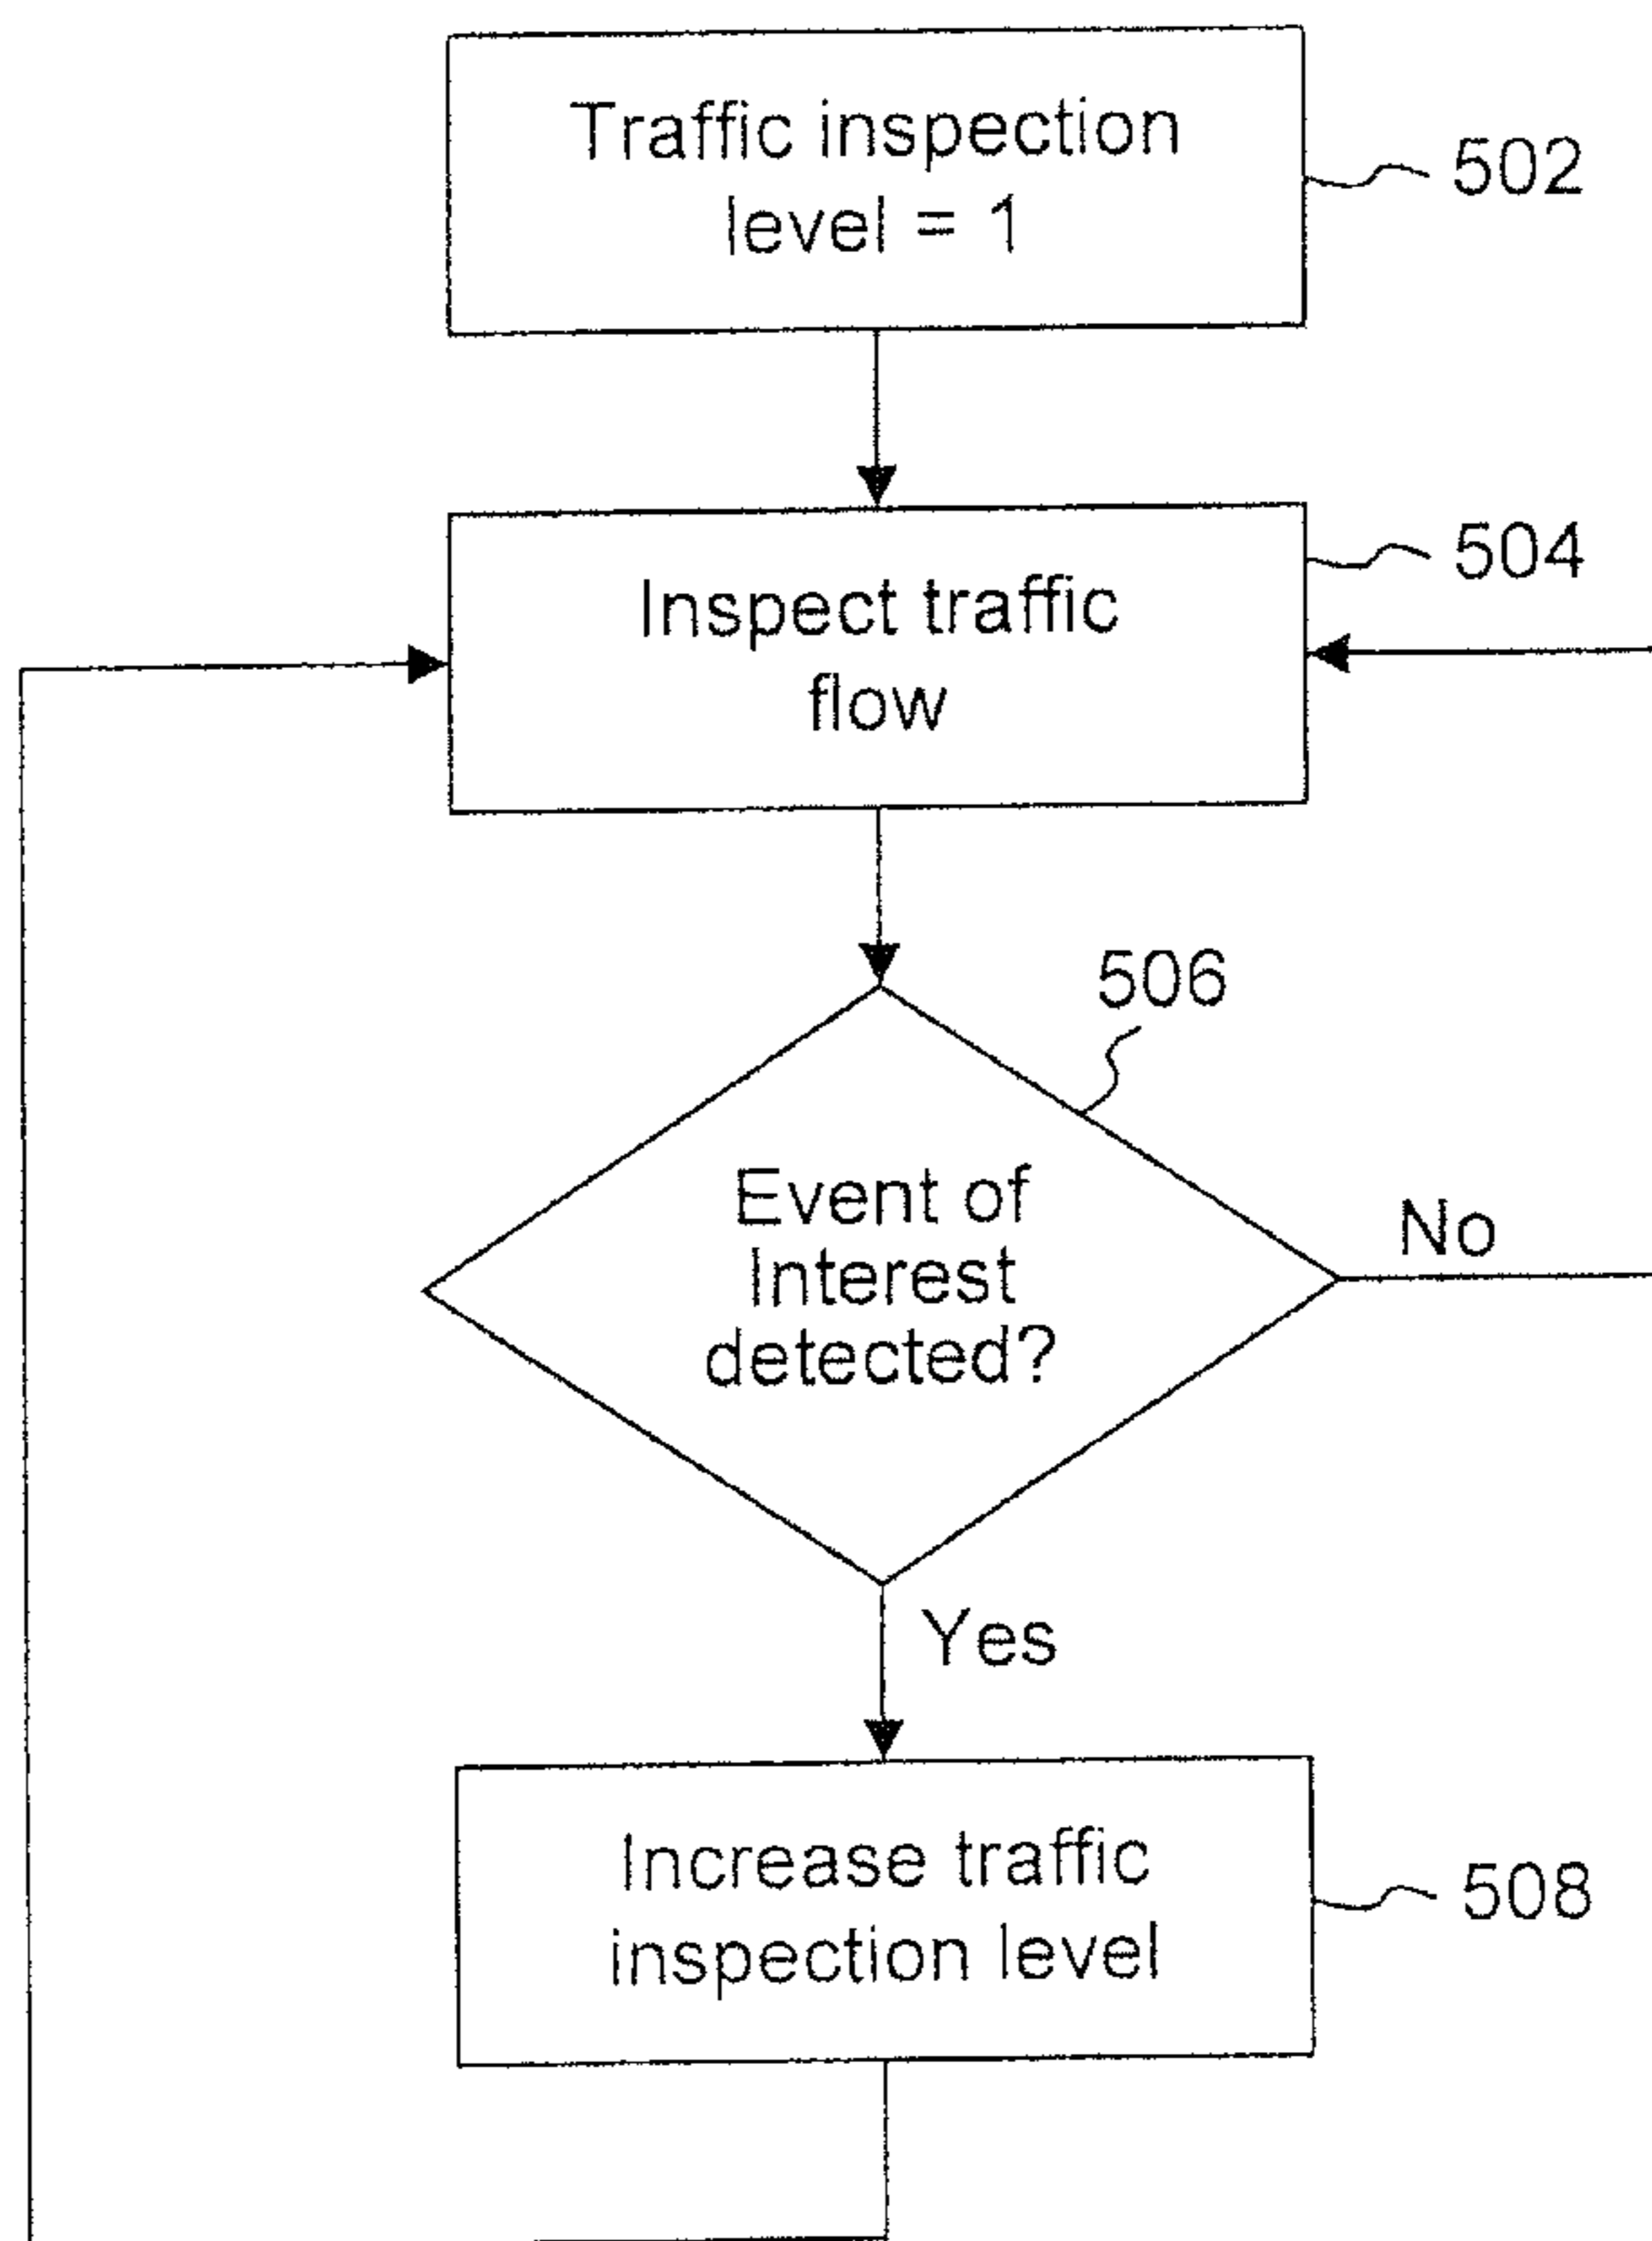 Traffic inspection
level = 1
502
Inspect traffic
flow
504
506
Event of
Interest
detected?
No
Yes
Increase traffic
inspection level
508